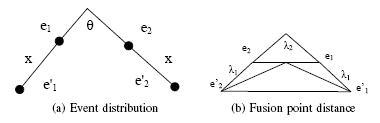 e1 θ e2
x x
e'1 e'2
(a) Event distribution
e2 λ2 e1
λ1 λ1
e'2 e'1
(b) Fusion point distance